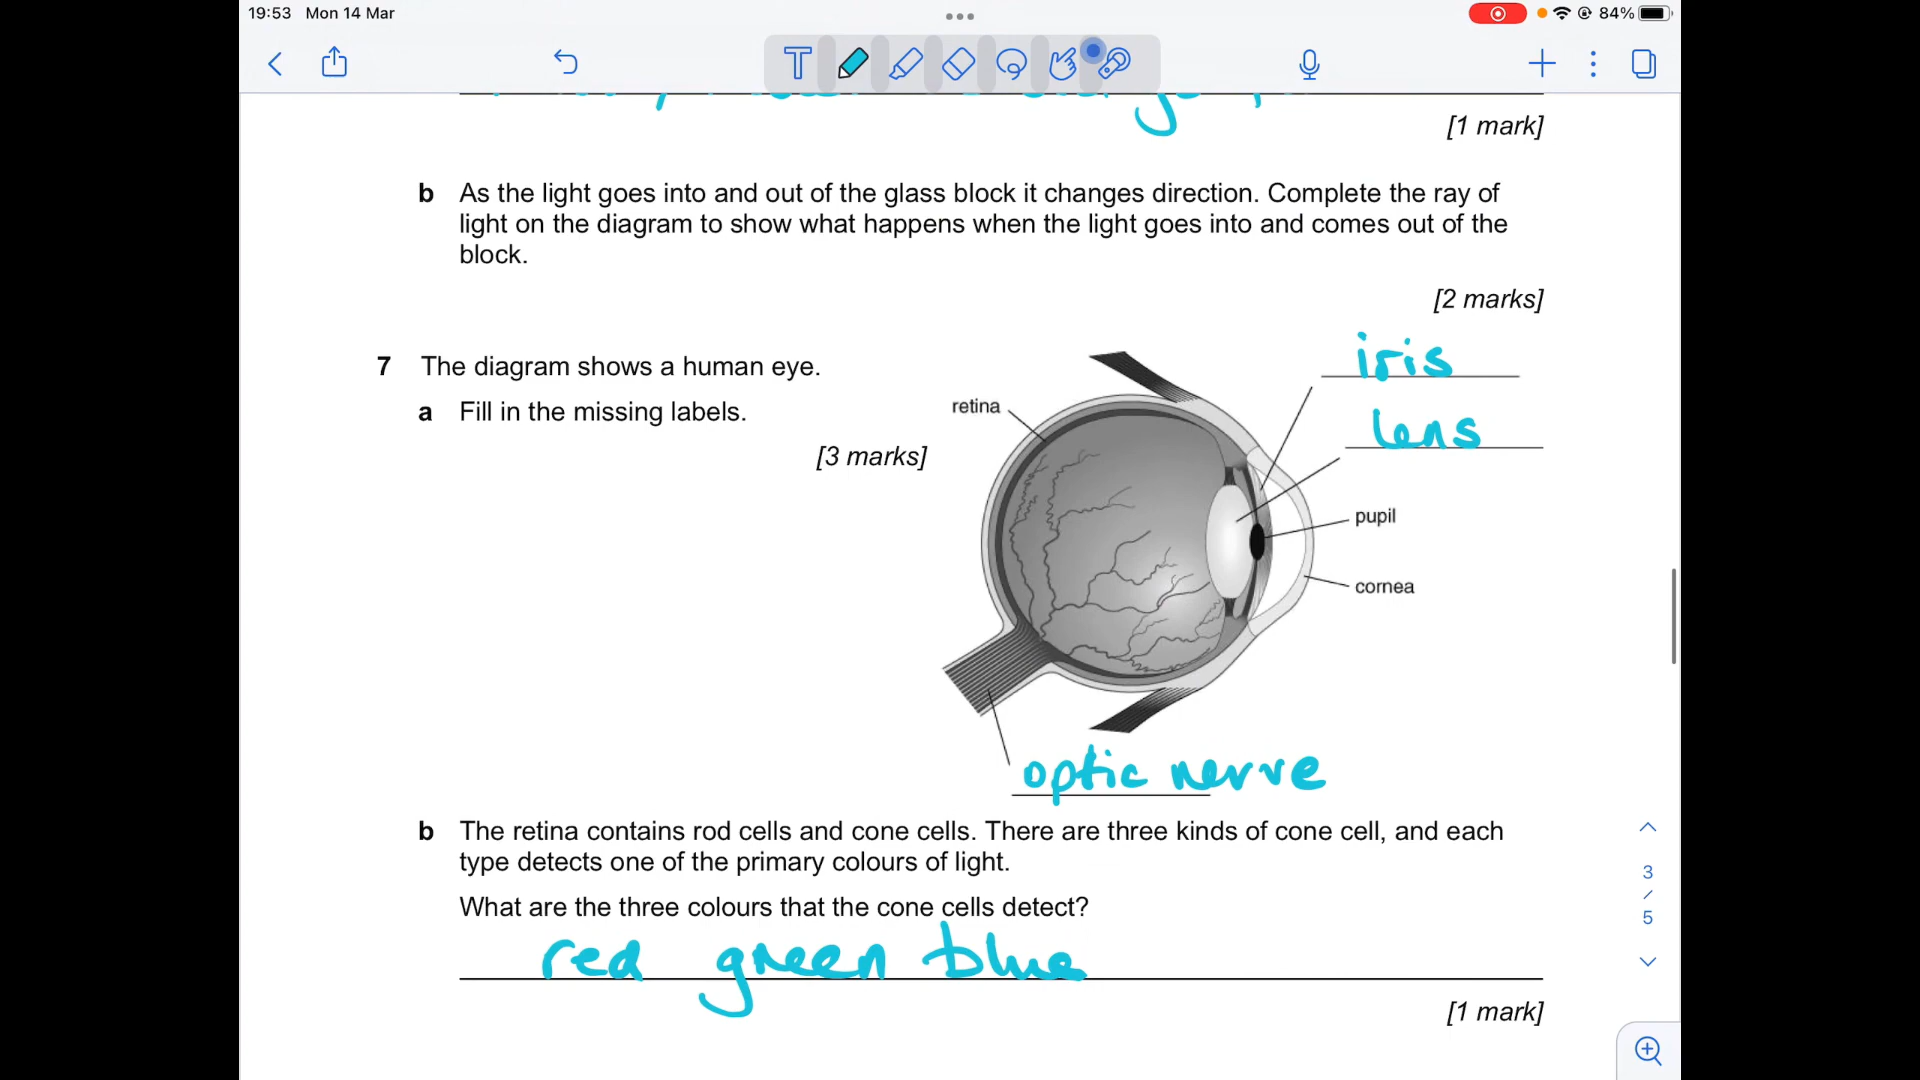 19:53 Mon 14 Mar
84%
T
[1 mark]
b As the light goes into and out of the glass block it changes direction. Complete the ray of
light on the diagram to show what happens when the light goes into and comes out of the
block.
[2 marks]
7 The diagram shows a human eye.
iris
a Fill in the missing labels.
retina
lens
[3 marks]
pupil
cornea
optic nerve
b The retina contains rod cells and cone cells. There are three kinds of cone cell, and each
type detects one of the primary colours of light.
What are the three colours that the cone cells detect?
red green blue
[1 mark]
3
/
5